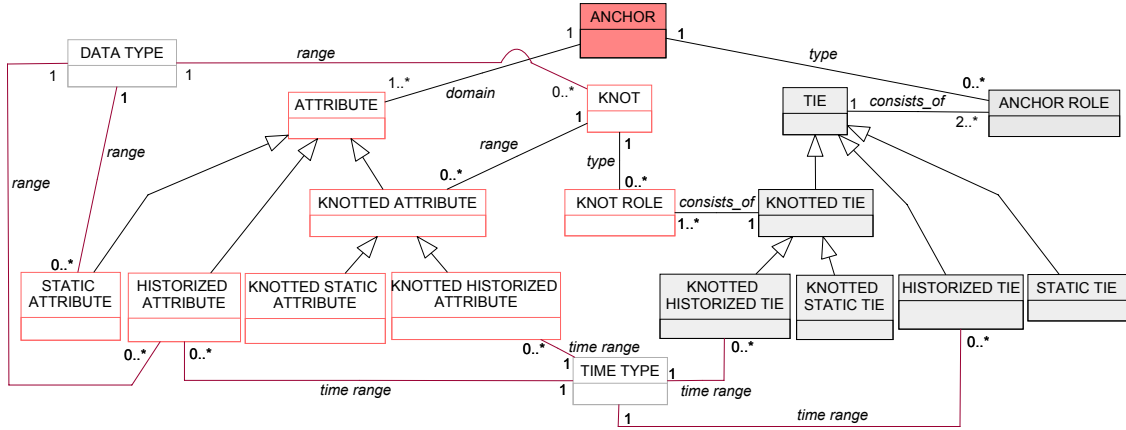 ANCHOR
1
1
DATA TYPE
1
1
1
range
type
1..*
domain
0..*
KNOT
1
1
0..*
ATTRIBUTE
TIE
1
consists_of
2..*
ANCHOR ROLE
range
range
range
type
0..*
0..*
KNOTTED ATTRIBUTE
KNOT ROLE
consists_of
1..*
1
KNOTTED TIE
0..*
STATIC
ATTRIBUTE
HISTORIZED
ATTRIBUTE
KNOTTED STATIC
ATTRIBUTE
KNOTTED HISTORIZED
ATTRIBUTE
KNOTTED
HISTORIZED TIE
KNOTTED
STATIC TIE
HISTORIZED TIE
STATIC TIE
0..*
0..*
0..*
time range
0..*
0..*
1
TIME TYPE
1
time range
1
time range
1
time range